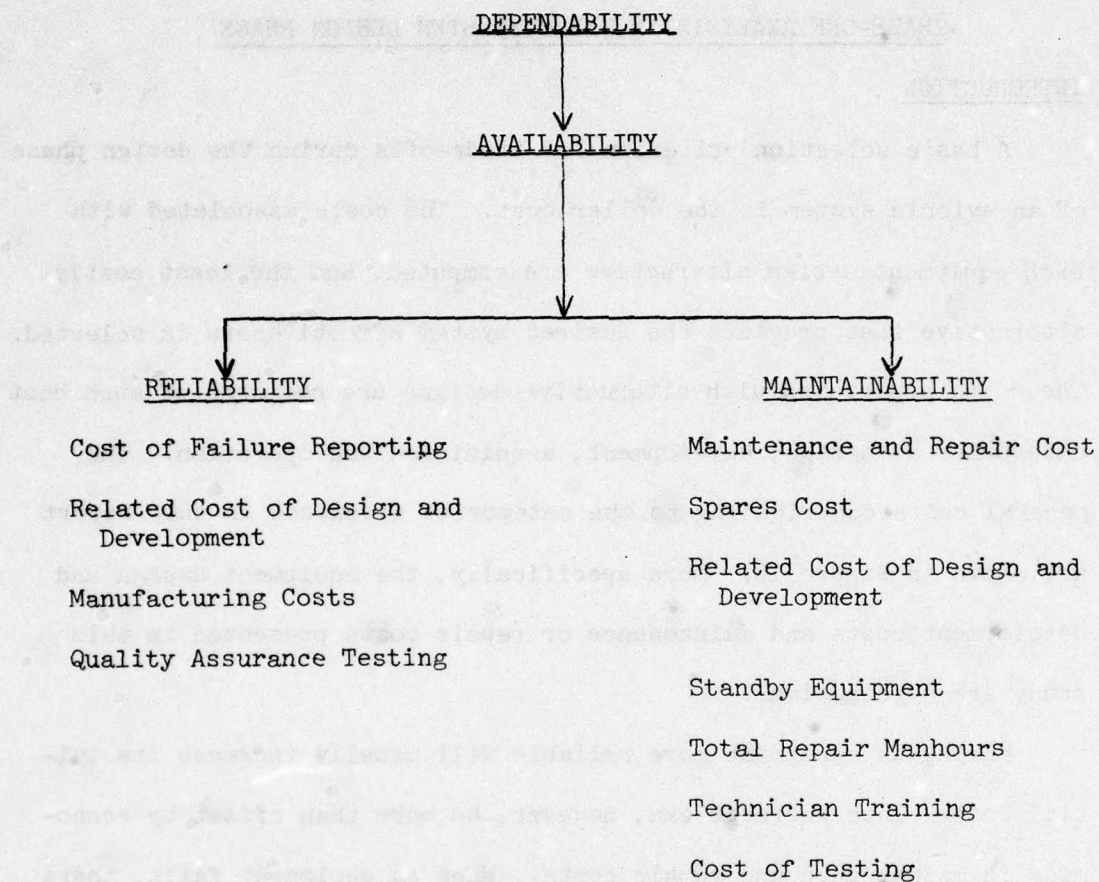 DEPENDABILITY
AVAILABILITY
RELIABILITY
Cost of Failure Reporting
Related Cost of Design and
Development
Manufacturing Costs
Quality Assurance Testing
MAINTAINABILITY
Maintenance and Repair Cost
Spares Cost
Related Cost of Design and
Development
Standby Equipment
Total Repair Manhours
Technician Training
Cost of Testing